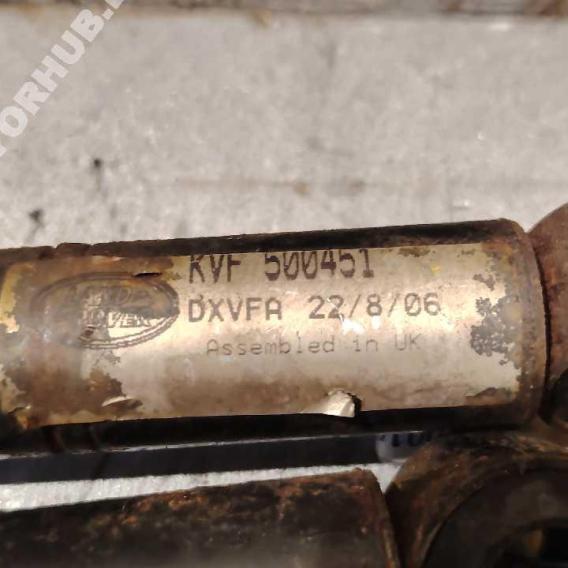 KVF 500451
DXVFA 22/8/06
Assembled in UK